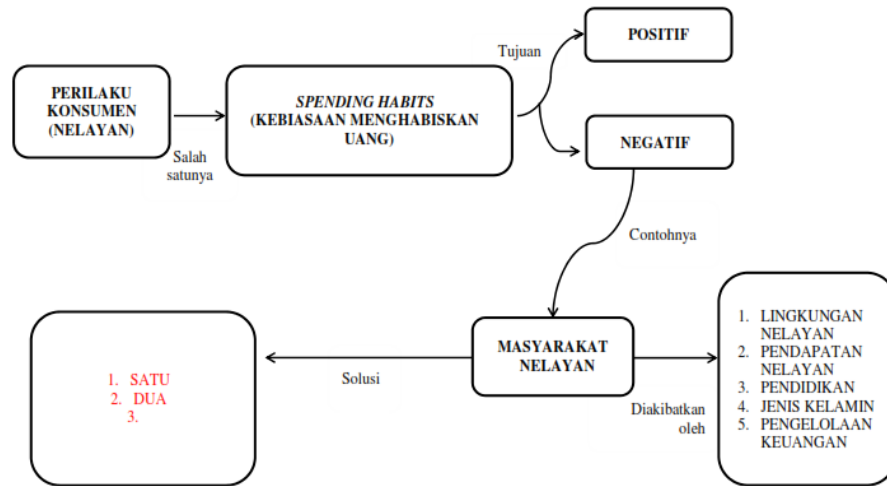 PERILAKU
KONSUMEN
(NELAYAN)
Salah
satunya
SPENDING HABITS
(KEBIASAAN MENGHABISKAN
UANG)
Tujuan
POSITIF
NEGATIF
Contohnya
MASYARAKAT
NELAYAN
Solusi
1. SATU
2. DUA
3.
Diakibatkan
oleh
1. LINGKUNGAN
NELAYAN
2. PENDAPATAN
NELAYAN
3. PENDIDIKAN
4. JENIS KELAMIN
5. PENGELOLAAN
KEUANGAN